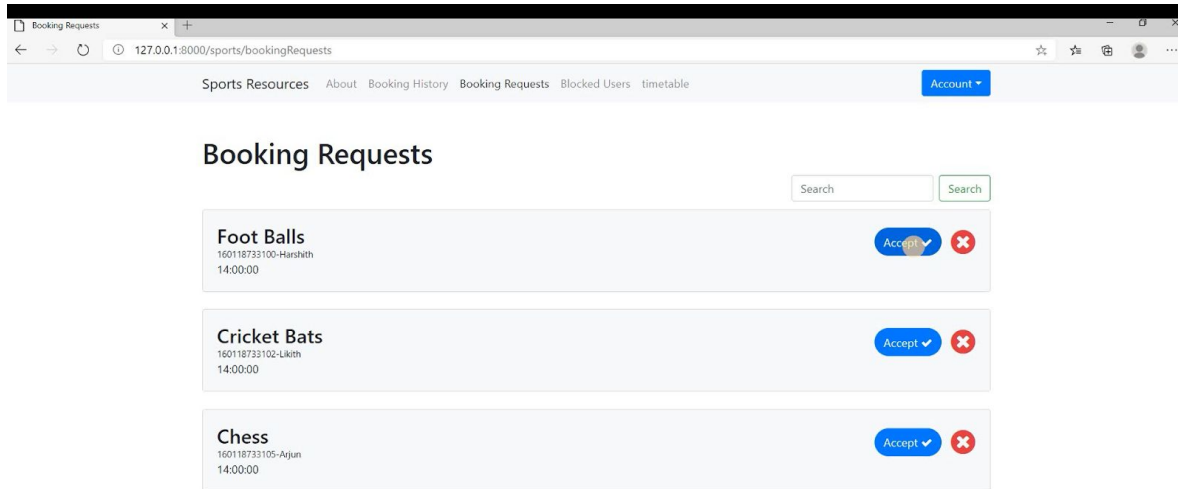 Booking Requests
127.0.0.1:8000/sports/bookingRequests
Sports Resources About Booking History Booking Requests Blocked Users timetable Account
Booking Requests
Search Search
Foot Balls
160118733100-Harshith
14:00:00
Accept
Cricket Bats
160118733102-Likith
14:00:00
Accept
Chess
160118733105-Arjun
14:00:00
Accept